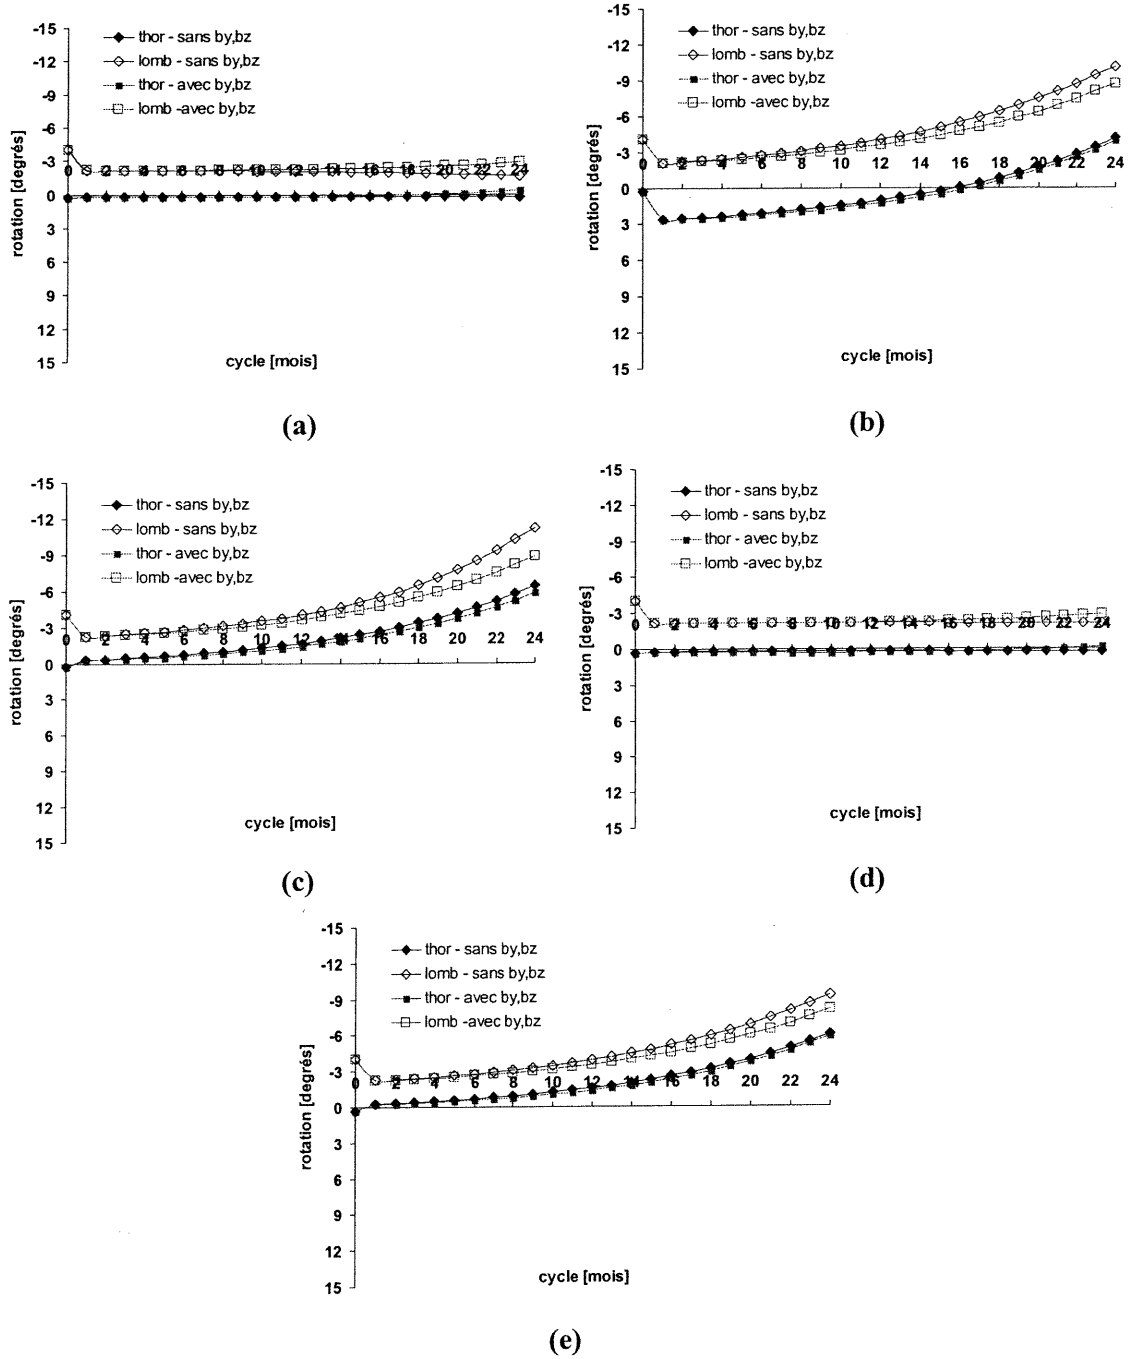 -15
-12
-9
-6
-3
0
3
6
9
12
15
rotation [degrés]
thor - sans by,bz
lomb - sans by,bz
thor - avec by,bz
lomb -avec by,bz
0 2 4 6 8 10 12 14 16 18 20 22 24
cycle [mois]
(a)
-15
-12
-9
-6
-3
0
3
6
9
12
15
rotation [degrés]
thor - sans by,bz
lomb - sans by,bz
thor - avec by,bz
lomb -avec by,bz
0 2 4 6 8 10 12 14 16 18 20 22 24
cycle [mois]
(b)
-15
-12
-9
-6
-3
0
3
6
9
12
15
rotation [degrés]
thor - sans by,bz
lomb - sans by,bz
thor - avec by,bz
lomb -avec by,bz
0 2 4 6 8 10 12 14 16 18 20 22 24
cycle [mois]
(c)
-15
-12
-9
-6
-3
0
3
6
9
12
15
rotation [degrés]
thor - sans by,bz
lomb - sans by,bz
thor - avec by,bz
lomb -avec by,bz
0 2 4 6 8 10 12 14 16 18 20 22 24
cycle [mois]
(d)
-15
-12
-9
-6
-3
0
3
6
9
12
15
rotation [degrés]
thor - sans by,bz
lomb - sans by,bz
thor - avec by,bz
lomb -avec by,bz
0 2 4 6 8 10 12 14 16 18 20 22 24
cycle [mois]
(e)